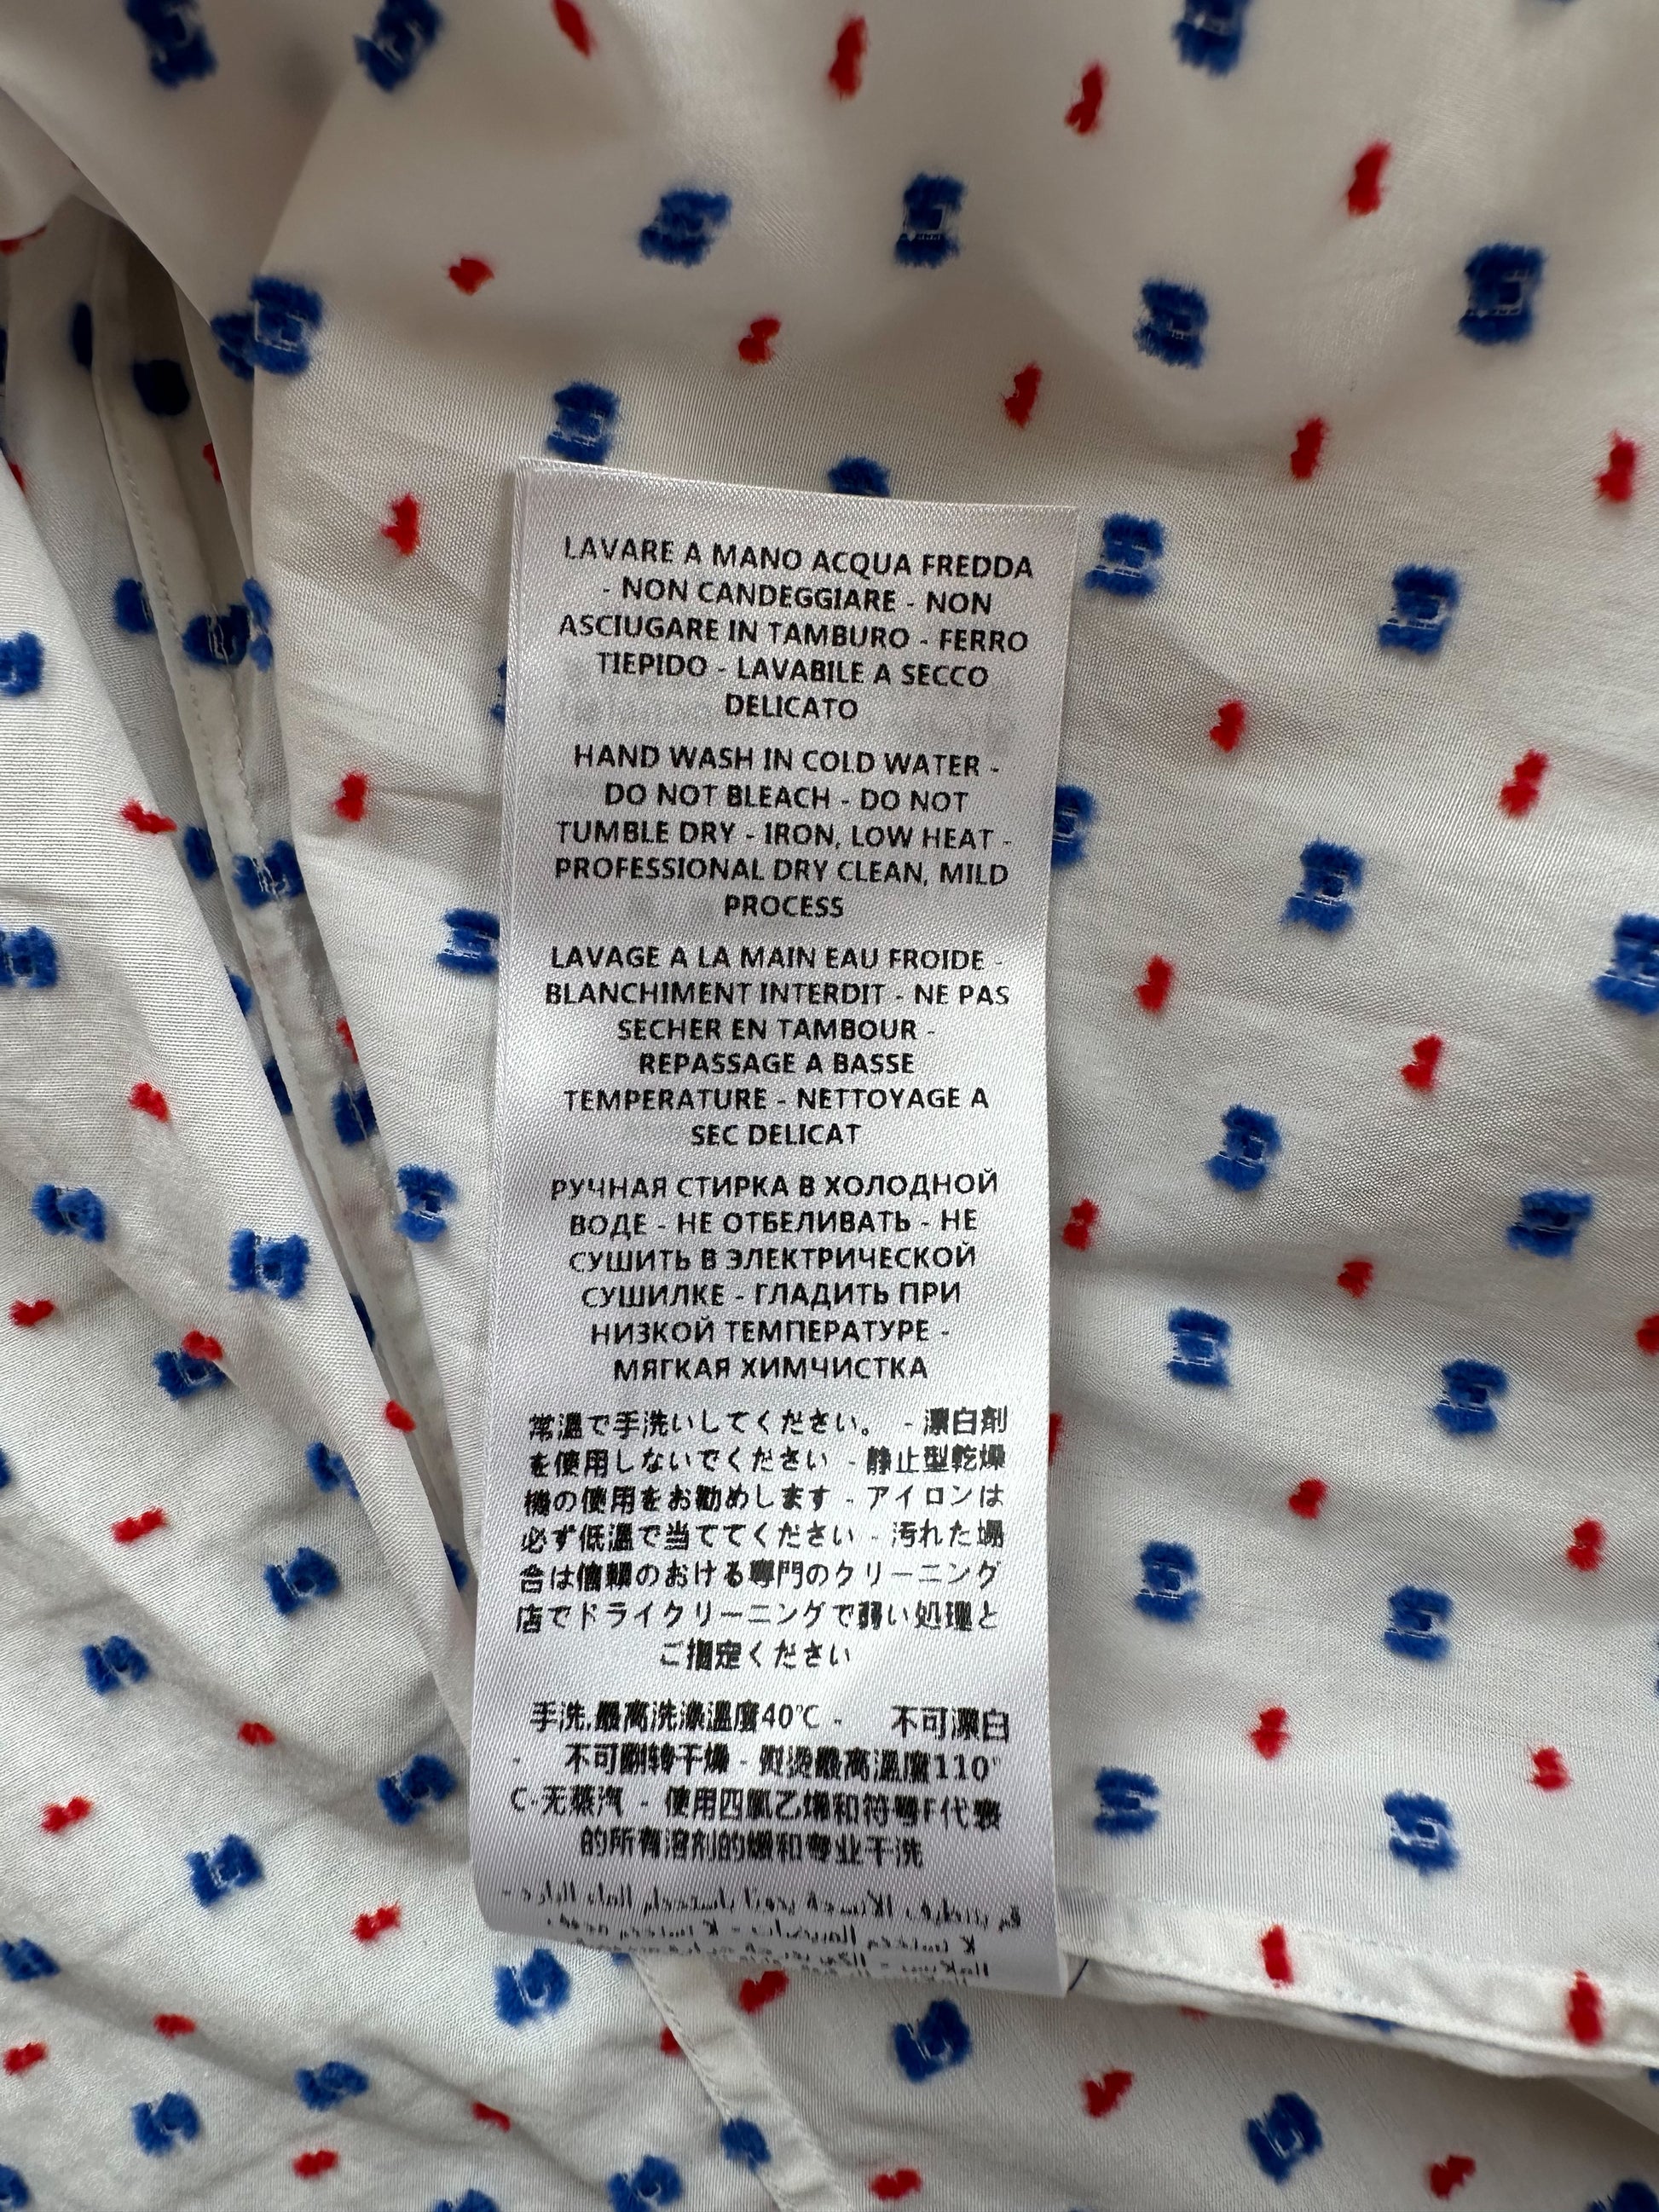 LAVARE A MANO ACQUA FREDDA
- NON CANDEGGIARE - NON
ASCIUGARE IN TAMBURO - FERRO
TIEPIDO - LAVABILE A SECCO
DELICATO
HAND WASH IN COLD WATER -
DO NOT BLEACH - DO NOT
TUMBLE DRY - IRON, LOW HEAT -
PROFESSIONAL DRY CLEAN, MILD
PROCESS
LAVAGE A LA MAIN EAU FROIDE -
BLANCHIMENT INTERDIT - NE PAS
SECHER EN TAMBOUR -
REPASSAGE A BASSE
TEMPERATURE - NETTOYAGE A
SEC DELICAT
РУЧНАЯ СТИРКА В ХОЛОДНОЙ
ВОДЕ - НЕ ОТБЕЛИВАТЬ - НЕ
СУШИТЬ В ЭЛЕКТРИЧЕСКОЙ
СУШИЛКЕ - ГЛАДИТЬ ПРИ
НИЗКОЙ ТЕМПЕРАТУРЕ -
МЯГКАЯ ХИМЧИСТКА
常温で手洗いしてください。 - 漂白剤
を使用しないでください - 静止型乾燥
機の使用をお勧めします - アイロンは
必ず低温で当ててください - 汚れた場
合は信頼のおける専門のクリーニング
店でドライクリーニングで弱い処理と
ご指定ください
手洗,最高洗涤温度40℃ - 不可漂白
- 不可翻转干燥 - 熨烫最高温度110°
C·无蒸汽 - 使用四氯乙烯和符号F代表
的所有溶剂的缓和专业干洗